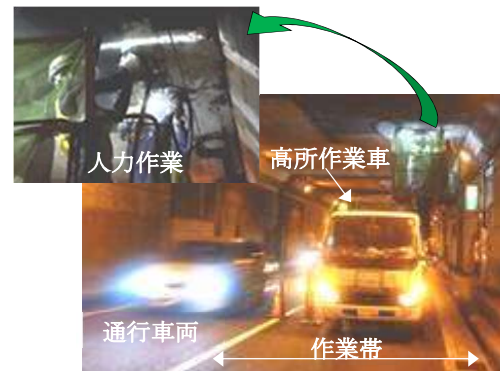 人力作業
高所作業車
通行車両
作業帯